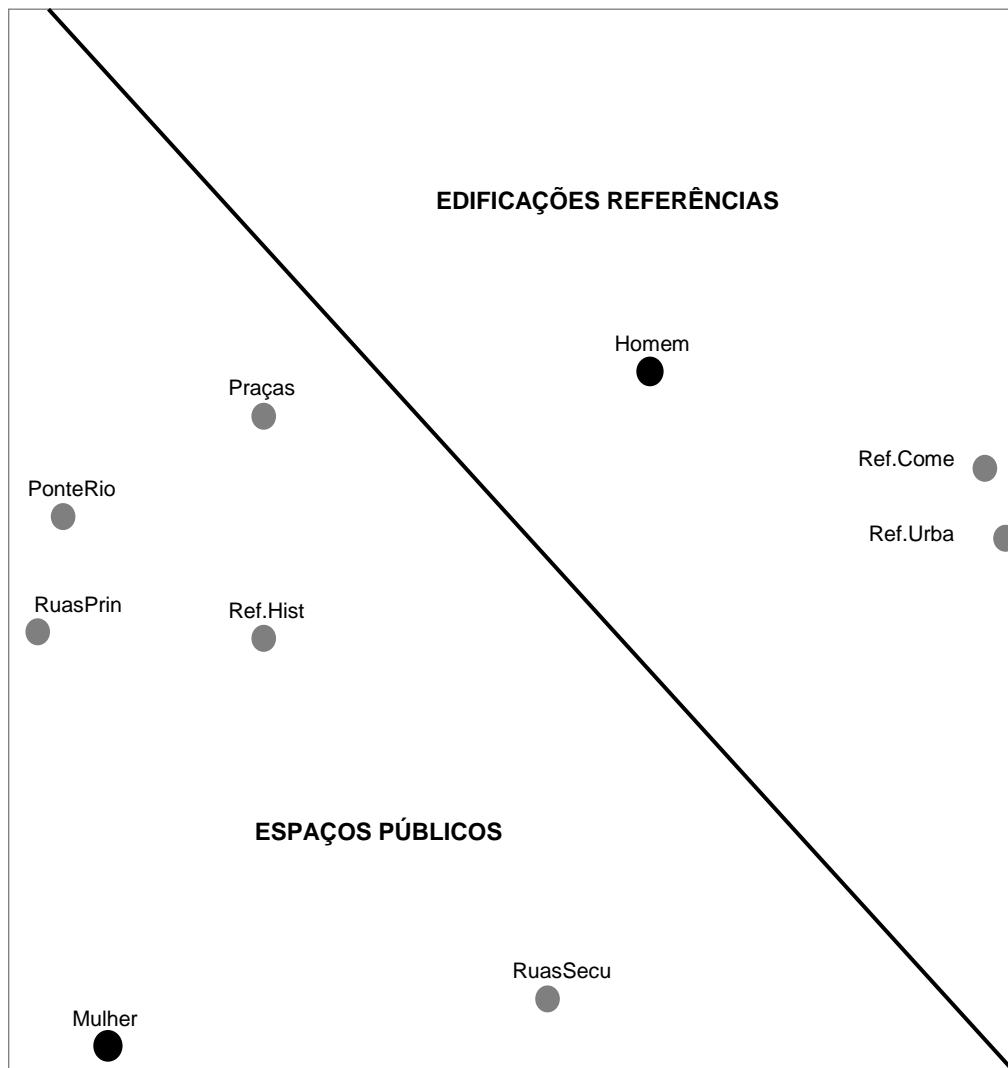 EDIFICAÇÕES REFERÊNCIAS
Homem
Praças
Ref.Come
PonteRio
Ref.Urba
RuasPrin
Ref.Hist
ESPAÇOS PÚBLICOS
RuasSecu
Mulher